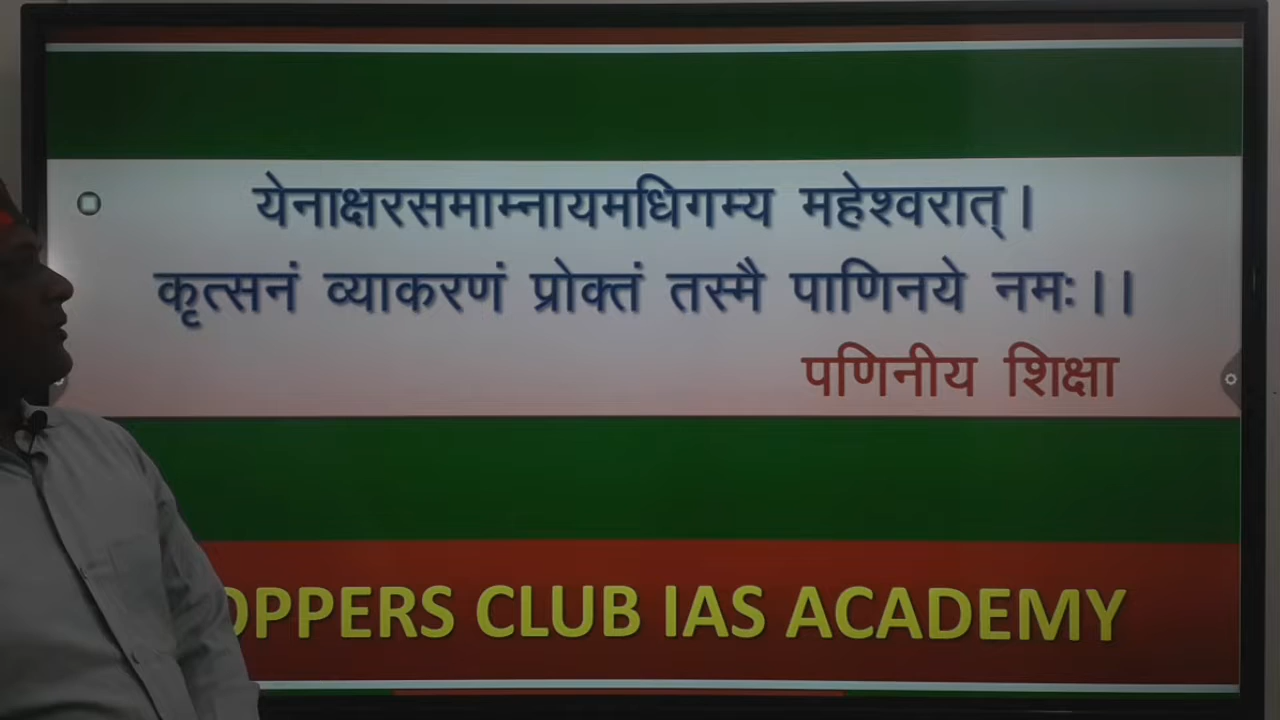 येनाक्षरसमाम्नायमधिगम्य महेश्वरात्।
कृत्सनं व्याकरणं प्रोक्तं तस्मै पाणिनये नमः।।
पणिनीय शिक्षा
OPPERS CLUB IAS ACADEMY